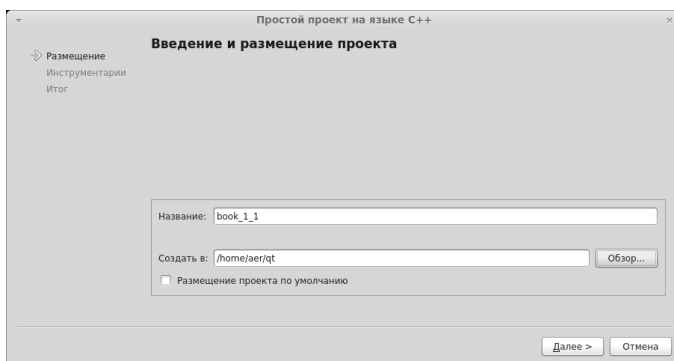 Простой проект на языке C++
Размещение
Инструментарии
Итог
Введение и размещение проекта
Название: book_1_1
Создать в: /home/aer/qt Обзор...
Размещение проекта по умолчанию
Далее > Отмена